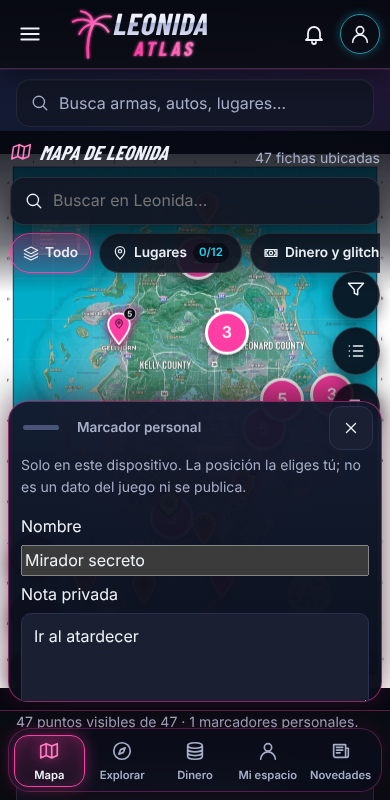 LEONIDA
ATLAS
Busca armas, autos, lugares...
MAPA DE LEONIDA
47 fichas ubicadas
Buscar en Leonida...
Todo
Lugares 0/12
Dinero y glitch
5
3
KELLY COUNTY
LEONARD COUNTY
5
3
Marcador personal
Solo en este dispositivo. La posición la eliges tú; no
es un dato del juego ni se publica.
Nombre
Mirador secreto
Nota privada
Ir al atardecer
47 puntos visibles de 47 · 1 marcadores personales.
Mapa
Explorar
Dinero
Mi espacio
Novedades